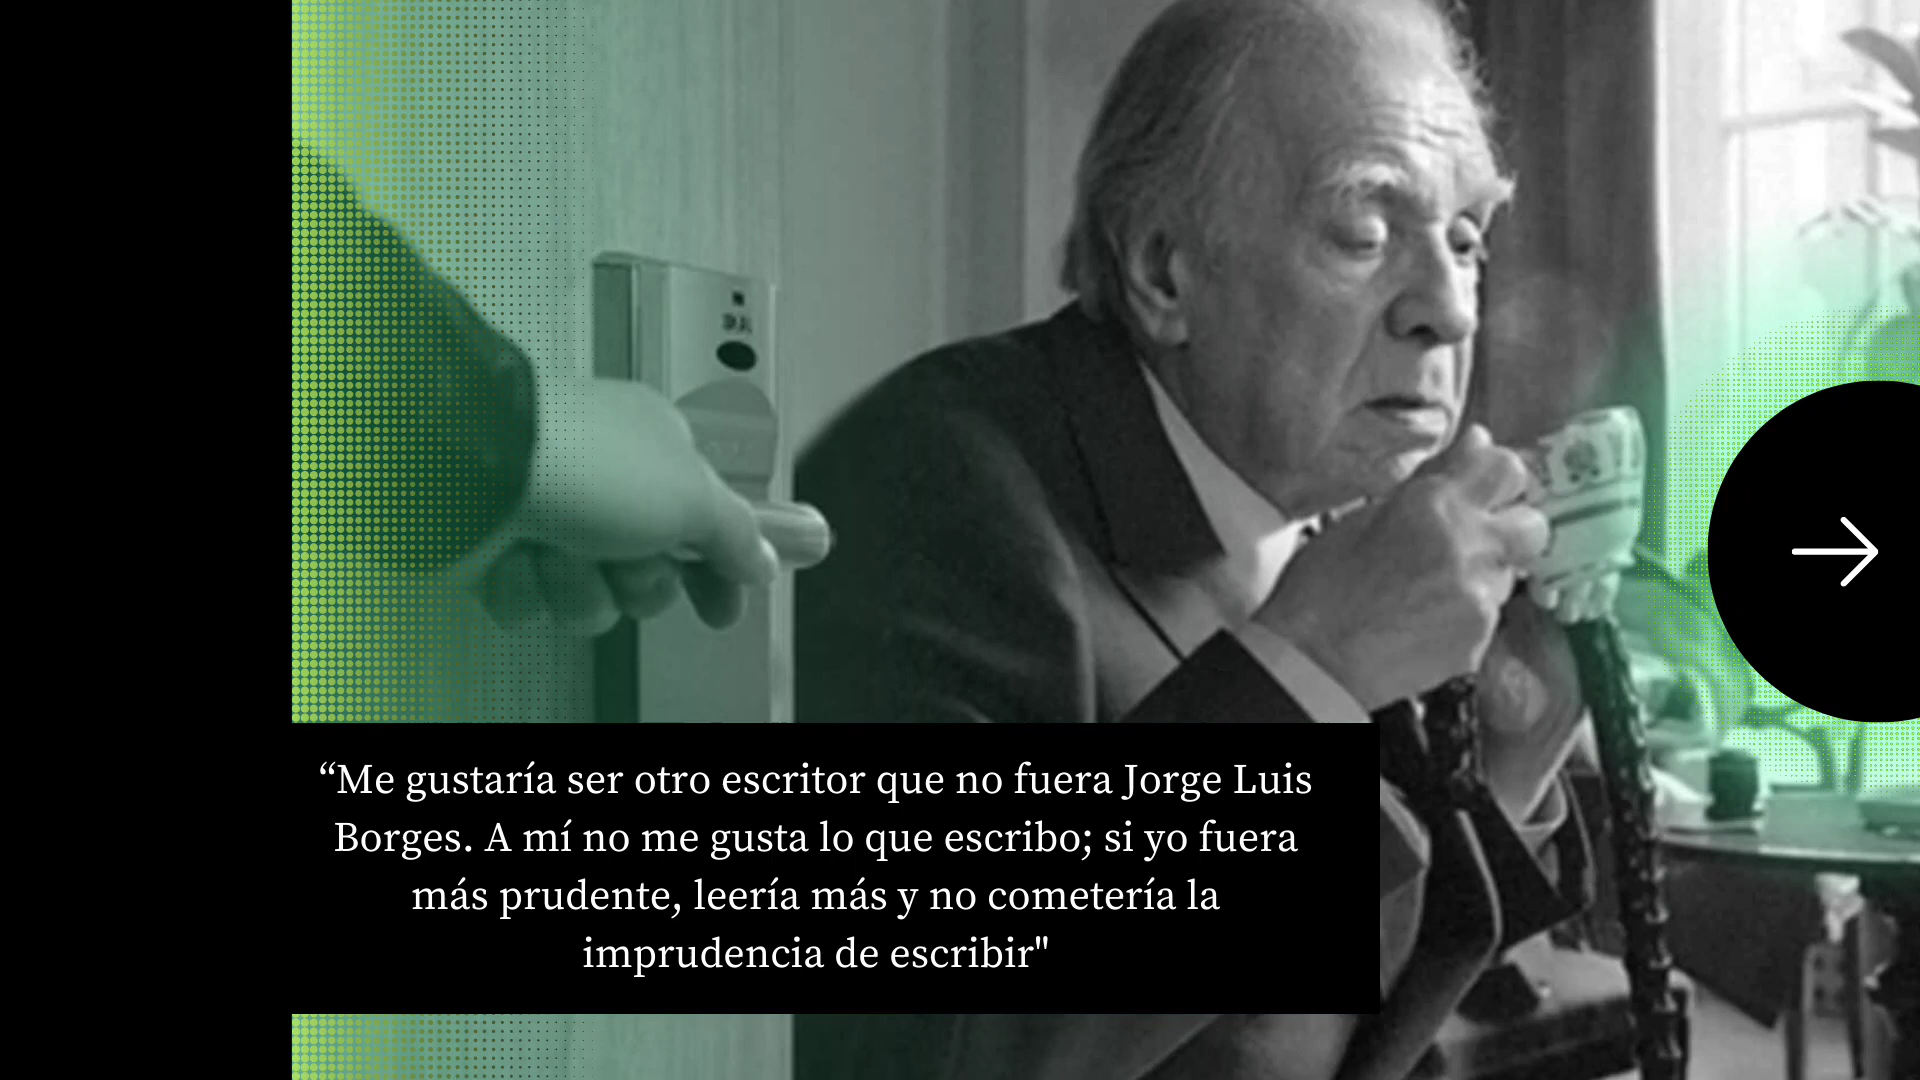 “Me gustaría ser otro escritor que no fuera Jorge Luis
Borges. A mí no me gusta lo que escribo; si yo fuera
más prudente, leería más y no cometería la
imprudencia de escribir"